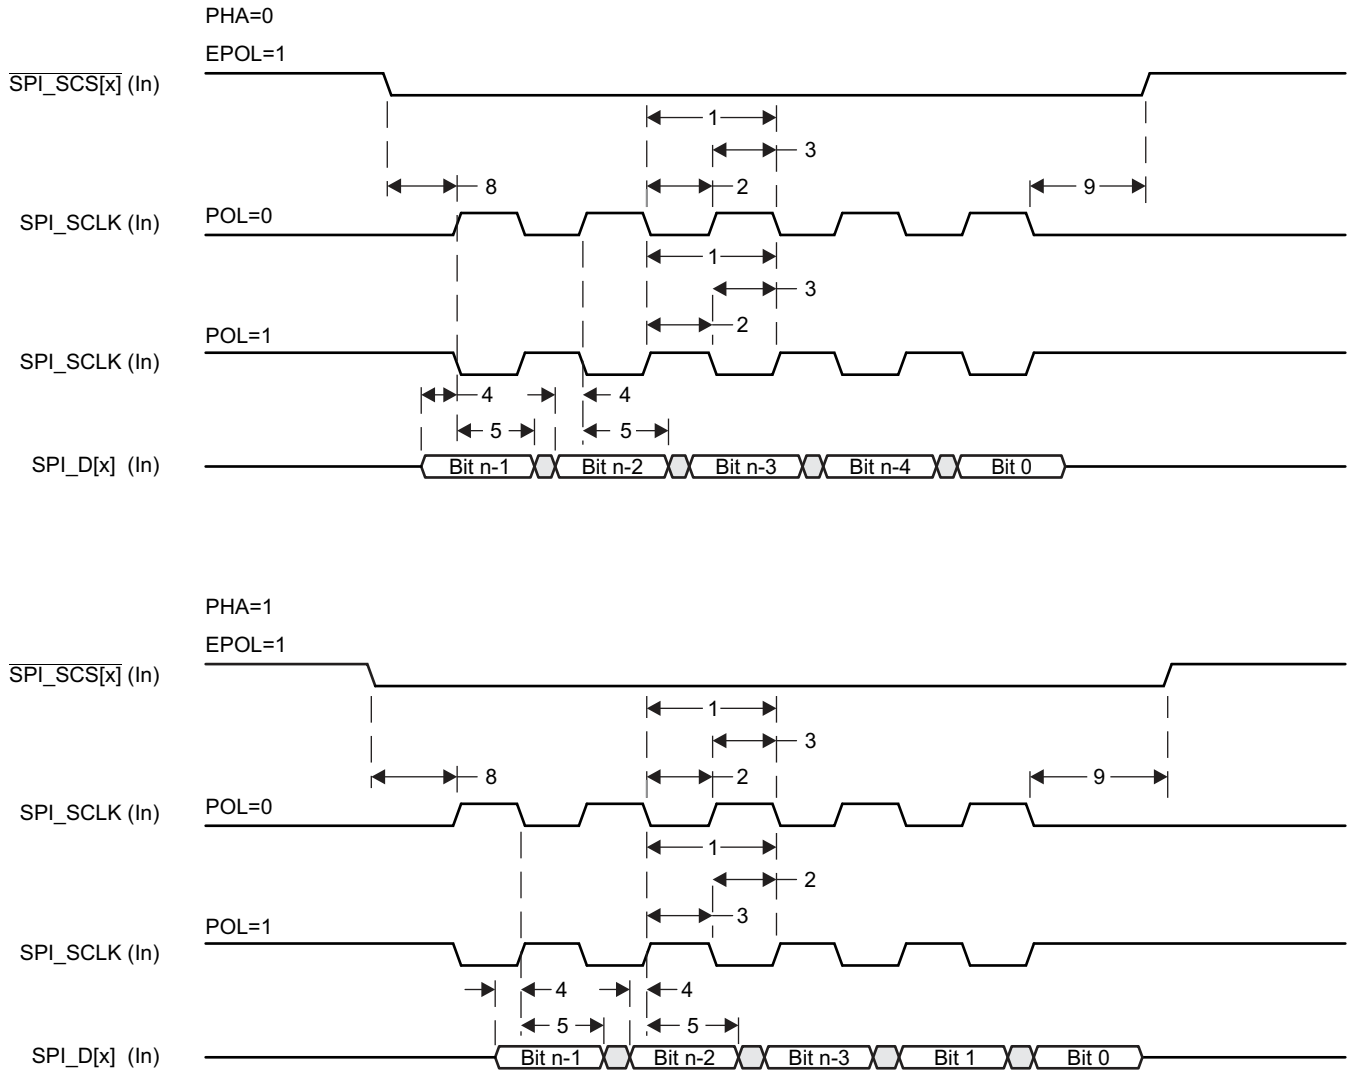 PHA=0
EPOL=1
SPI_SCS[x] (In)
1
3
8
2
9
SPI_SCLK (In)
POL=0
1
3
2
POL=1
SPI_SCLK (In)
4
4
5
5
SPI_D[x] (In)
Bit n-1
Bit n-2
Bit n-3
Bit n-4
Bit 0
PHA=1
EPOL=1
SPI_SCS[x] (In)
1
3
8
2
9
SPI_SCLK (In)
POL=0
1
2
3
POL=1
SPI_SCLK (In)
4
4
5
5
SPI_D[x] (In)
Bit n-1
Bit n-2
Bit n-3
Bit 1
Bit 0